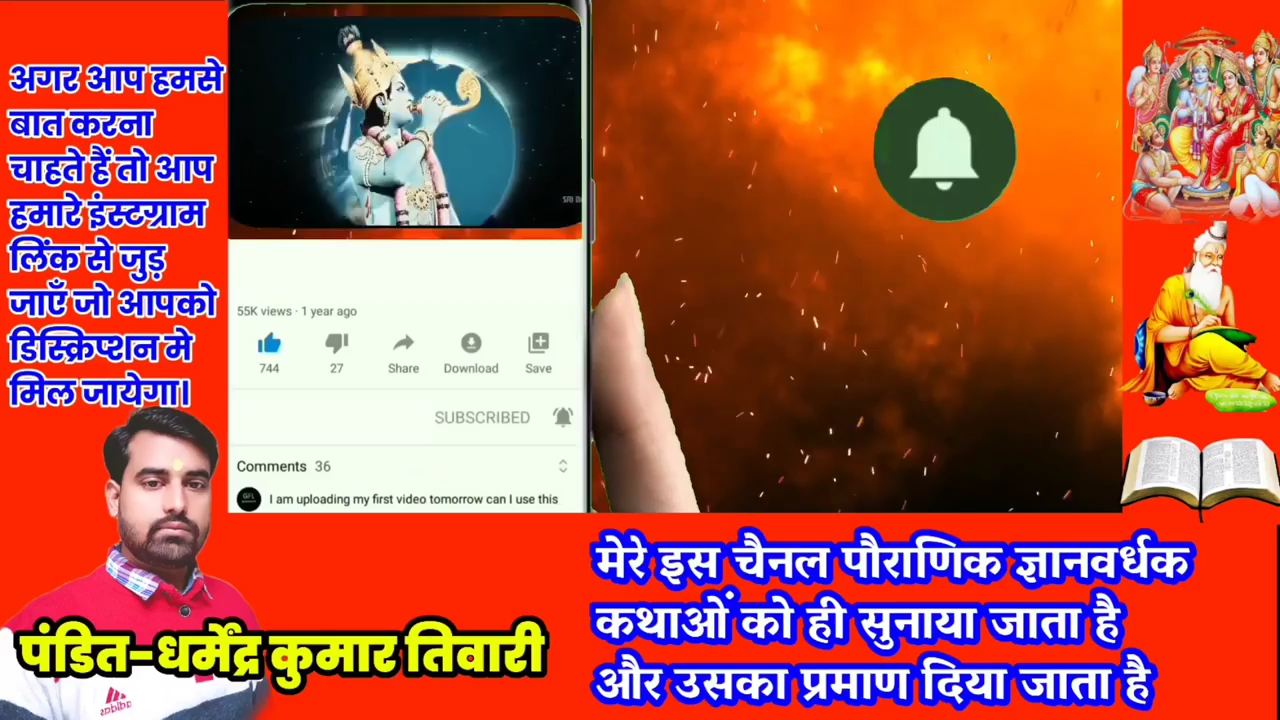 अगर आप हमसे
बात करना
चाहते हैं तो आप
हमारे इंस्टग्राम
लिंक से जुड़
जाएँ जो आपको
डिस्क्रिप्शन मे
मिल जायेगा।
55K views · 1 year ago
744
27
Share
Download
Save
SUBSCRIBED
Comments 36
GFL
I am uploading my first video tomorrow can I use this
पंडित-धर्मेंद्र कुमार तिवारी
adidas
मेरे इस चैनल पौराणिक ज्ञानवर्धक
कथाओं को ही सुनाया जाता है
और उसका प्रमाण दिया जाता है